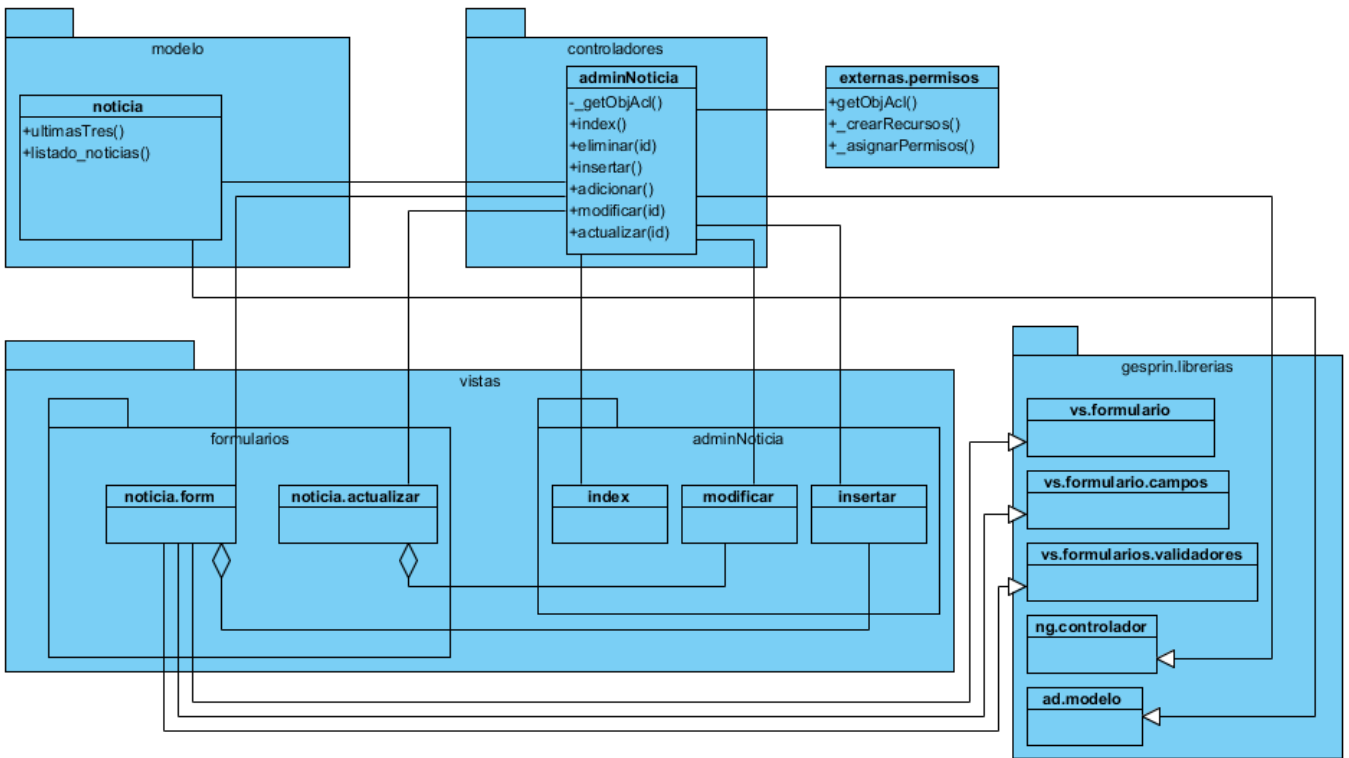 modelo
noticia
+ultimasTres()
+listado_noticias()
controladores
adminNoticia
-_getObjAcl()
+index()
+eliminar(id)
+insertar()
+adicionar()
+modificar(id)
+actualizar(id)
externas.permisos
+getObjAcl()
+_crearRecursos()
+_asignarPermisos()
vistas
formularios
noticia.form
noticia.actualizar
adminNoticia
index
modificar
insertar
gesprin.librerias
vs.formulario
vs.formulario.campos
vs.formularios.validadores
ng.controlador
ad.modelo